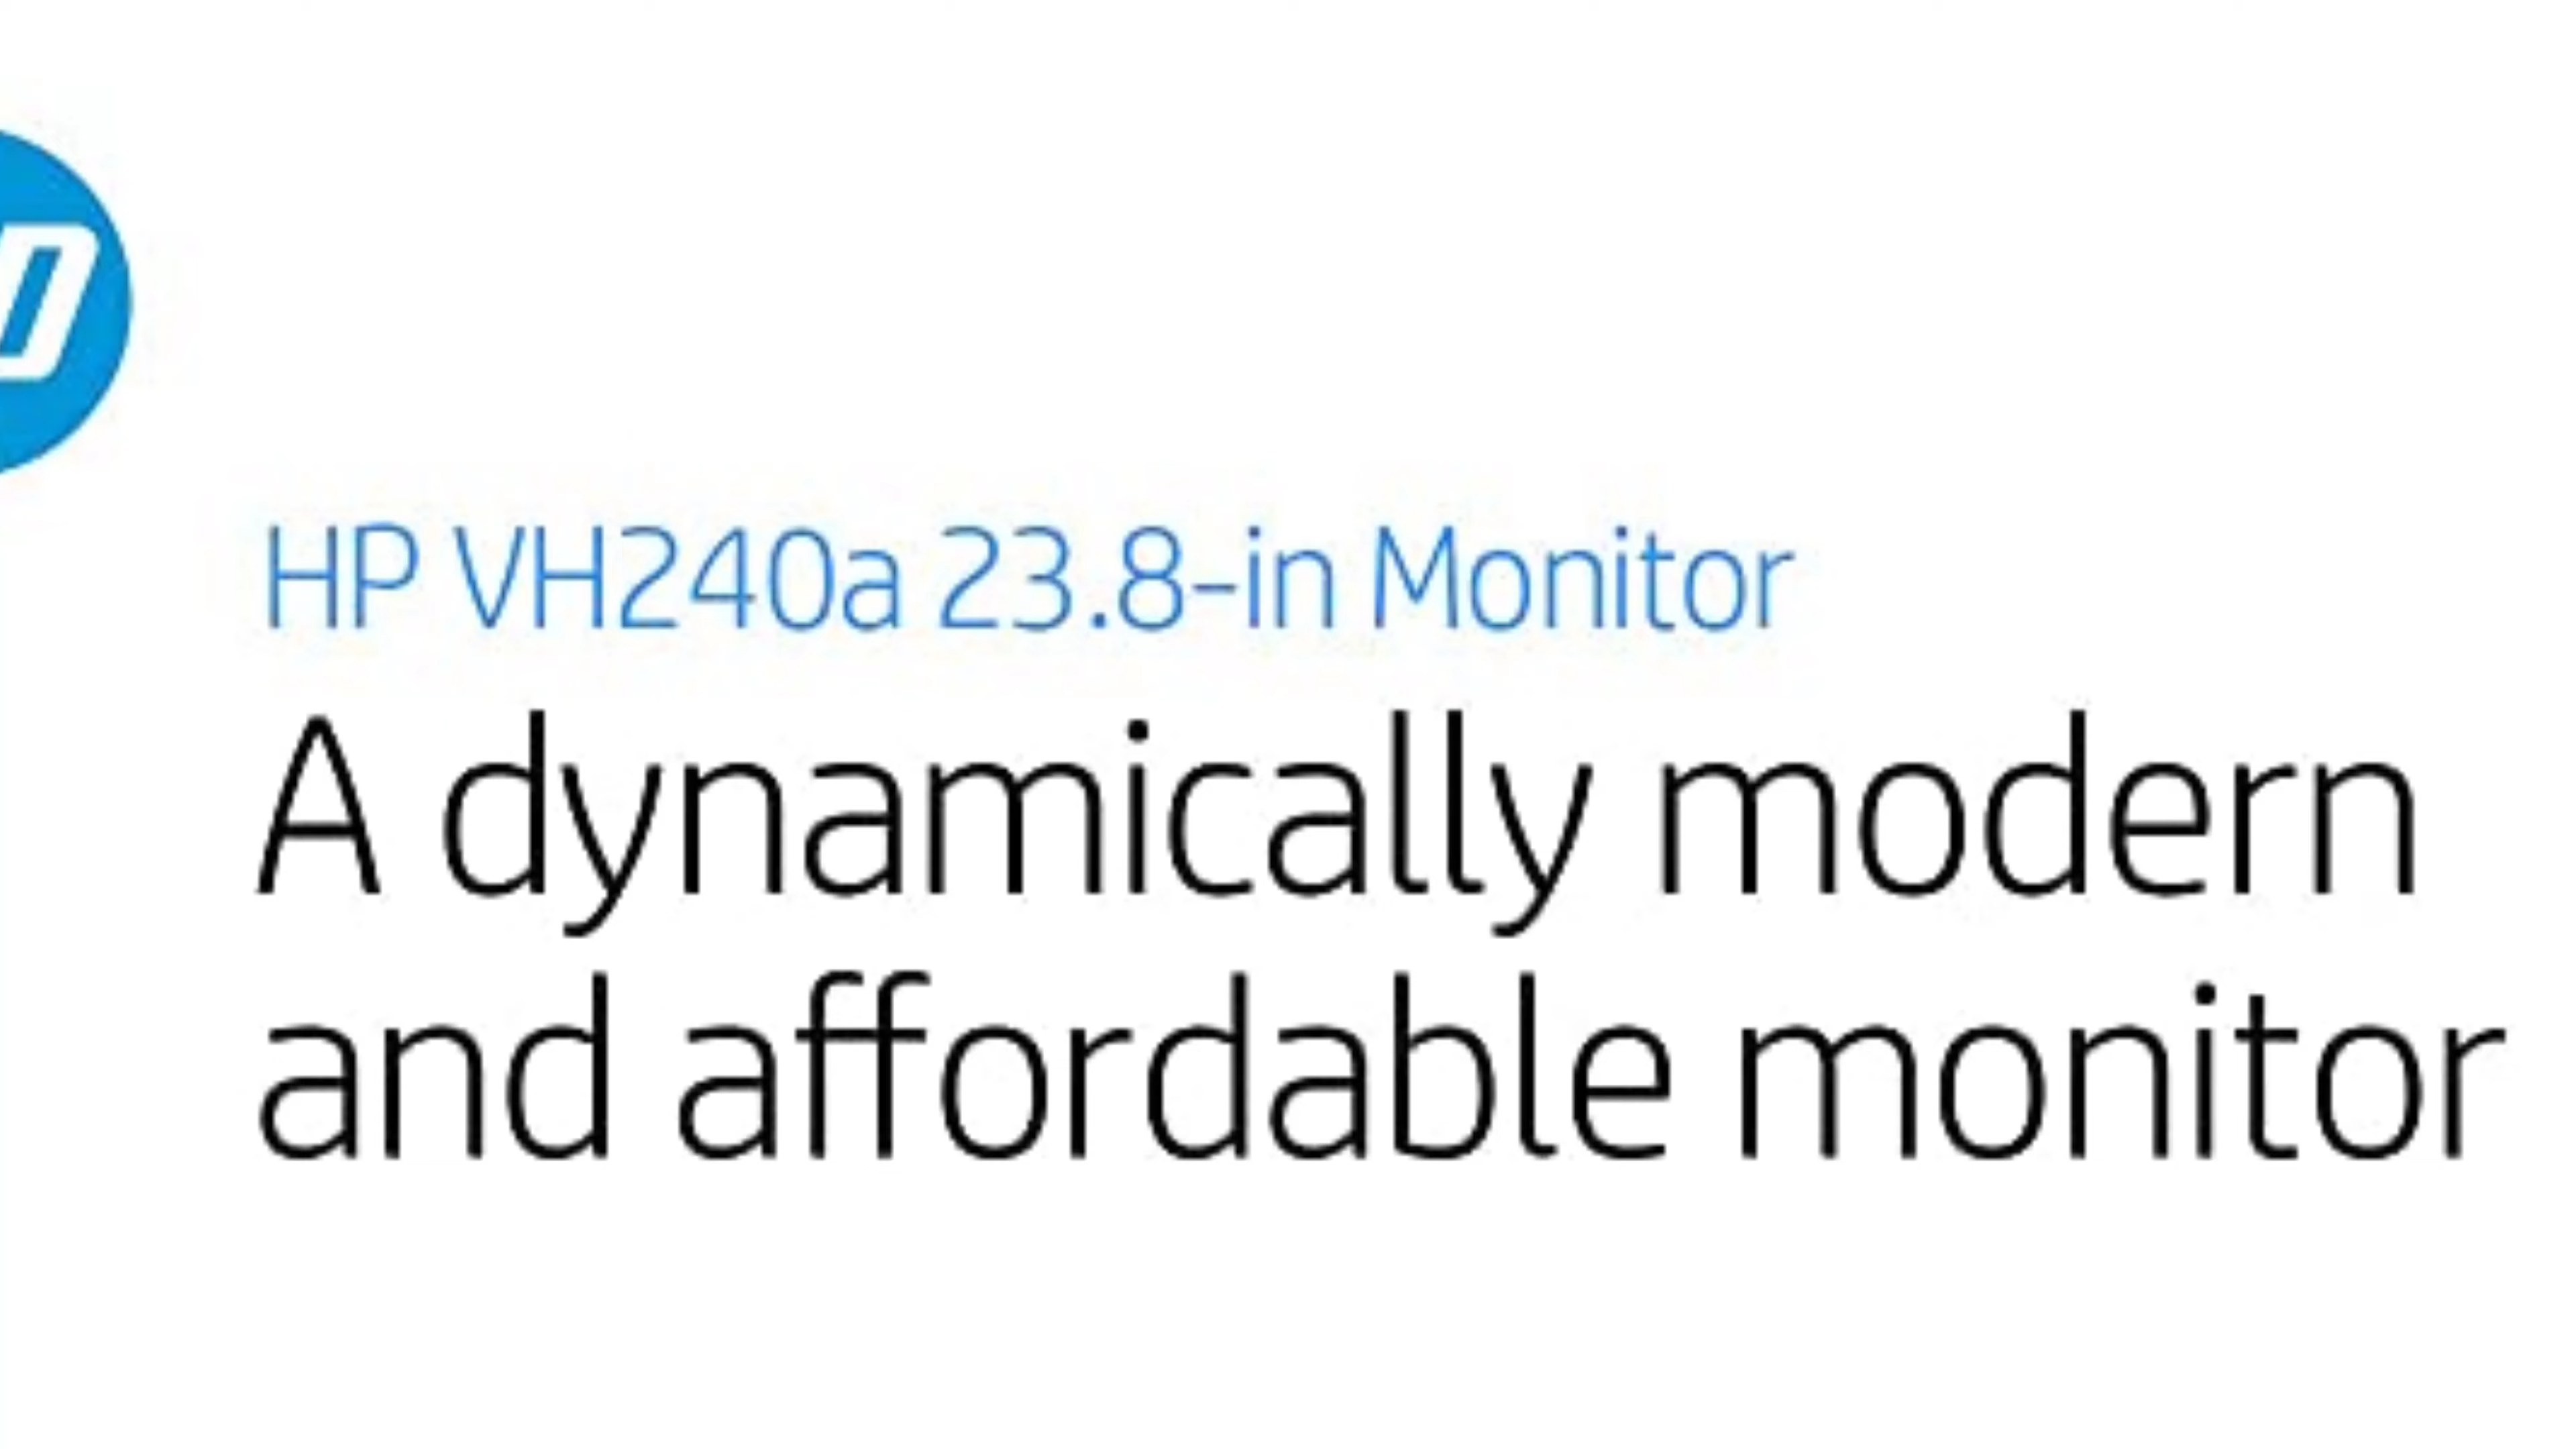 HP VH240a 23.8-in Monitor
A dynamically modern
and affordable monitor